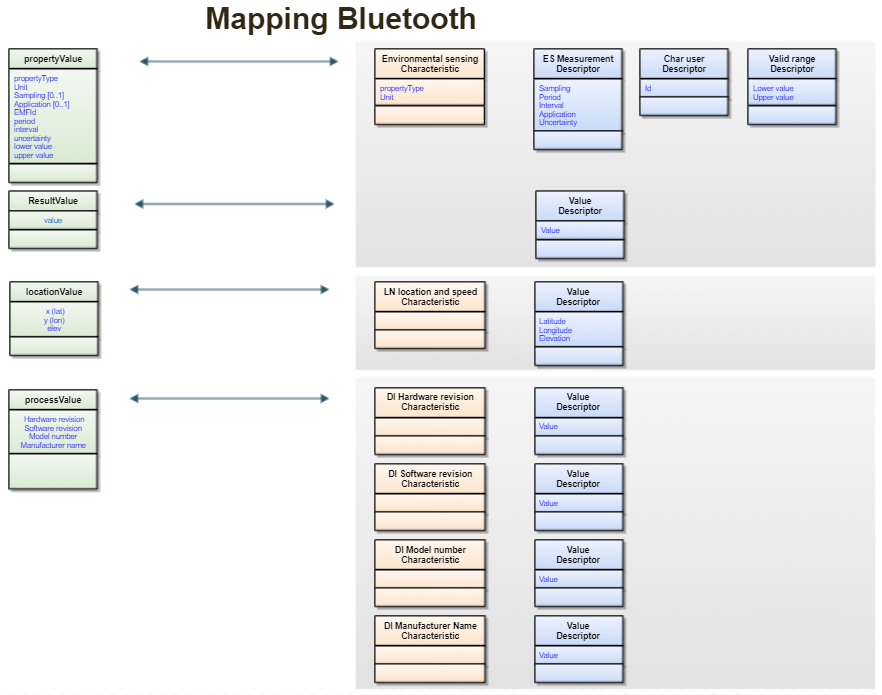 Mapping Bluetooth
propertyValue
propertyType
Unit
Sampling [0..1]
Application [0..1]
EMFId
period
interval
uncertainty
lower value
upper value
Environmental sensing
Characteristic
propertyType
Unit
ES Measurement
Descriptor
Sampling
Period
Interval
Application
Uncertainty
Char user
Descriptor
Id
Valid range
Descriptor
Lower value
Upper value
ResultValue
value
Value
Descriptor
Value
locationValue
x (lat)
y (lon)
elev
LN location and speed
Characteristic
Value
Descriptor
Latitude
Longitude
Elevation
processValue
Hardware revision
Software revision
Model number
Manufacturer name
DI Hardware revision
Characteristic
Value
Descriptor
Value
DI Software revision
Characteristic
Value
Descriptor
Value
DI Model number
Characteristic
Value
Descriptor
Value
DI Manufacturer Name
Characteristic
Value
Descriptor
Value